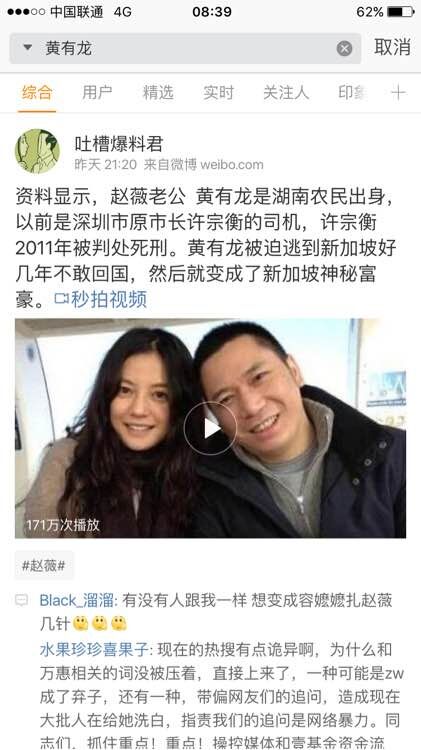 中国联通 4G 08:39 62%
黄有龙 取消
综合 用户 精选 实时 关注人 印象
吐槽爆料君
昨天 21:20 来自微博 weibo.com
资料显示，赵薇老公 黄有龙是湖南农民出身，
以前是深圳市原市长许宗衡的司机，许宗衡
2011年被判处死刑。黄有龙被迫逃到新加坡好
几年不敢回国，然后就变成了新加坡神秘富
豪。秒拍视频
171万次播放
#赵薇#
Black_溜溜: 有没有人跟我一样 想变成容嬷嬷扎赵薇
几针🤔🤔🤔
水果珍珍喜果子: 现在的热搜有点诡异啊，为什么和
万惠相关的词没被压着，直接上来了，一种可能是zw
成了弃子，还有一种，带偏网友们的追问，造成现在
大批人在给她洗白，指责我们的追问是网络暴力。同
志们，抓住重点！重点！操控媒体和壹基金资金流